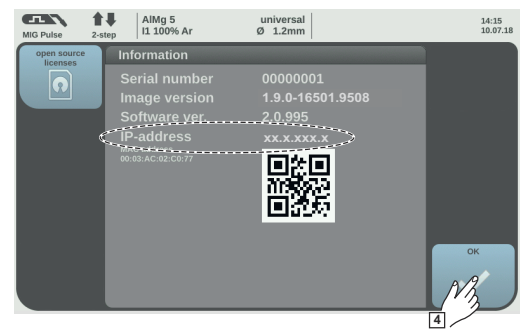 MIG Pulse
2-step
AlMg 5
I1 100% Ar
universal
Ø 1.2mm
14:15
10.07.18
open source
licenses
Information
Serial number 00000001
Image version 1.9.0-16501.9508
Software ver. 2.0.995
IP-address xx.x.xxx.x
00:03:AC:02:C0:77
OK
4